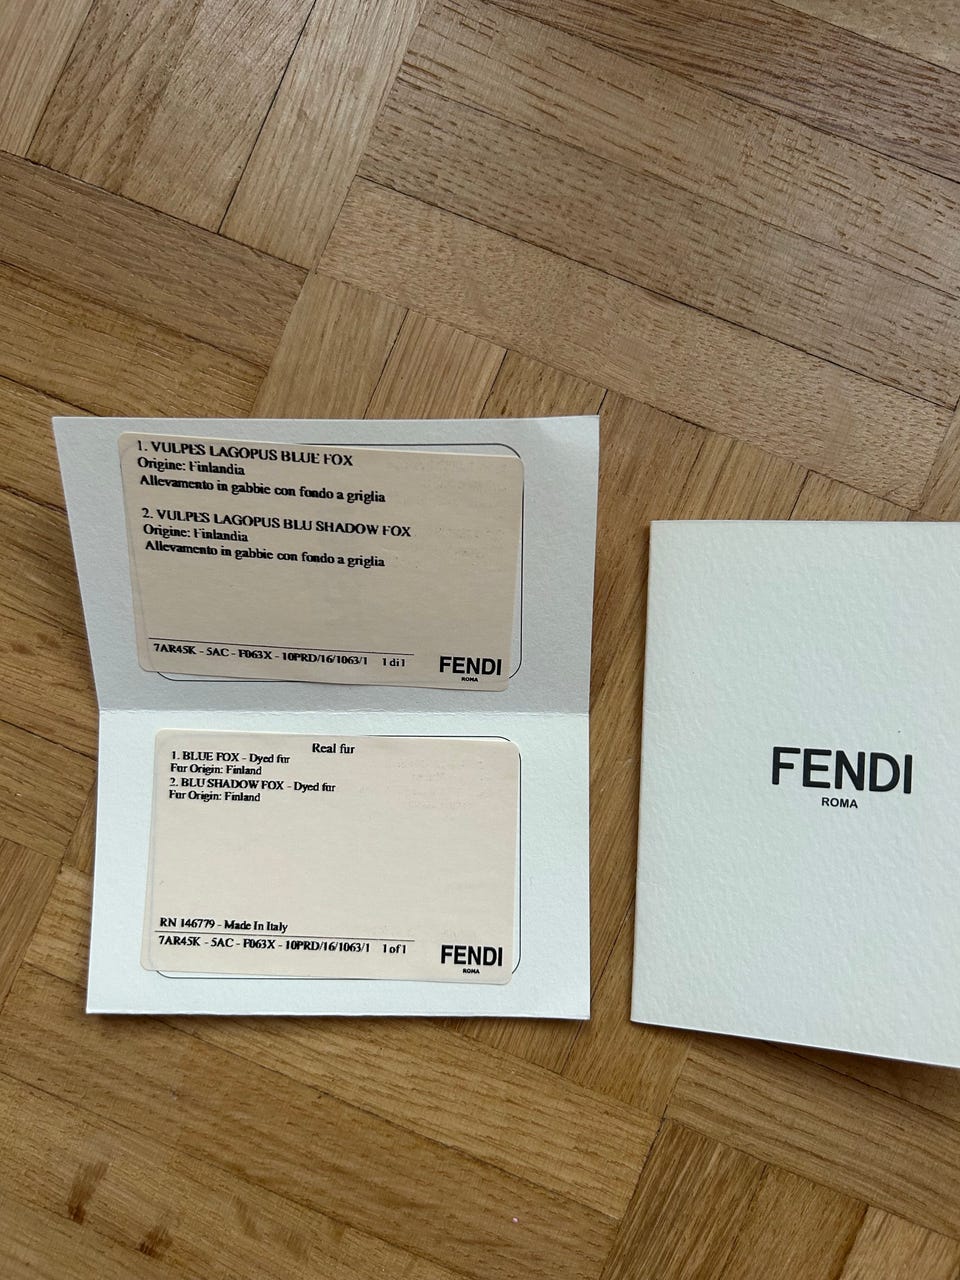 1. VULPES LAGOPUS BLUE FOX
Origine: Finlandia
Allevamento in gabbie con fondo a griglia
2. VULPES LAGOPUS BLU SHADOW FOX
Origine: Finlandia
Allevamento in gabbie con fondo a griglia
7AR45K - 5AC - F063X - 10PRD/16/1063/1 1 di 1
FENDI
ROMA
Real fur
1. BLUE FOX - Dyed fur
Fur Origin: Finland
2. BLU SHADOW FOX - Dyed fur
Fur Origin: Finland
RN 146779 - Made In Italy
7AR45K - 5AC - F063X - 10PRD/16/1063/1 1 of 1
FENDI
ROMA
FENDI
ROMA